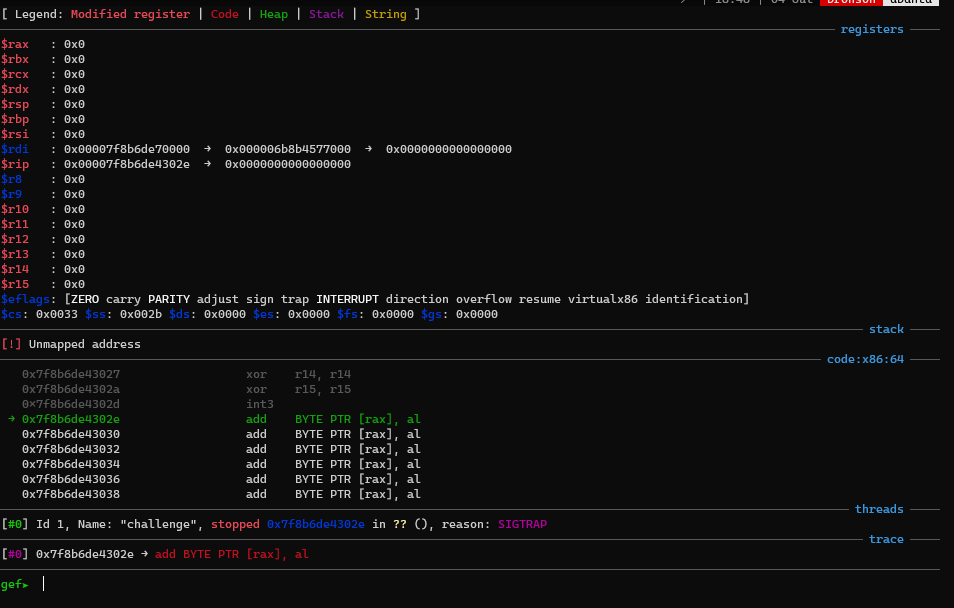 [ Legend: Modified register | Code | Heap | Stack | String ]
registers
$rax   : 0x0
$rbx   : 0x0
$rcx   : 0x0
$rdx   : 0x0
$rsp   : 0x0
$rbp   : 0x0
$rsi   : 0x0
$rdi   : 0x00007f8b6de70000  →  0x000006b8b4577000  →  0x0000000000000000
$rip   : 0x00007f8b6de4302e  →  0x0000000000000000
$r8    : 0x0
$r9    : 0x0
$r10   : 0x0
$r11   : 0x0
$r12   : 0x0
$r13   : 0x0
$r14   : 0x0
$r15   : 0x0
$eflags: [ZERO carry PARITY adjust sign trap INTERRUPT direction overflow resume virtualx86 identification]
$cs: 0x0033 $ss: 0x002b $ds: 0x0000 $es: 0x0000 $fs: 0x0000 $gs: 0x0000
stack
[!] Unmapped address
code:x86:64
0x7f8b6de43027                  xor    r14, r14
0x7f8b6de4302a                  xor    r15, r15
0x7f8b6de4302d                  int3
→ 0x7f8b6de4302e                  add    BYTE PTR [rax], al
0x7f8b6de43030                  add    BYTE PTR [rax], al
0x7f8b6de43032                  add    BYTE PTR [rax], al
0x7f8b6de43034                  add    BYTE PTR [rax], al
0x7f8b6de43036                  add    BYTE PTR [rax], al
0x7f8b6de43038                  add    BYTE PTR [rax], al
threads
[#0] Id 1, Name: "challenge", stopped 0x7f8b6de4302e in ?? (), reason: SIGTRAP
trace
[#0] 0x7f8b6de4302e → add BYTE PTR [rax], al
gef▸